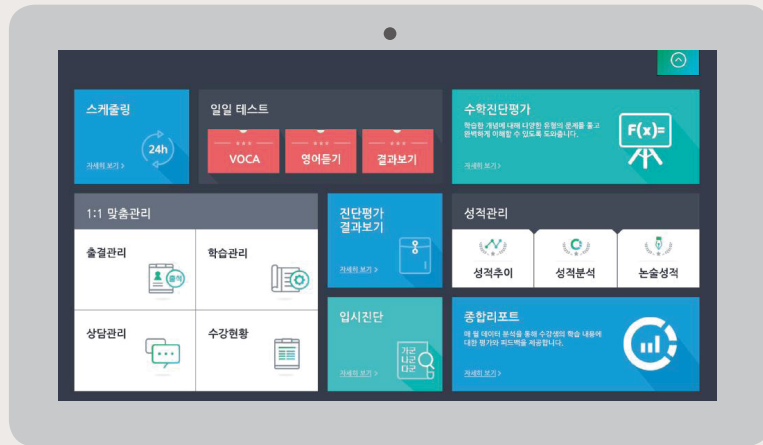 스케줄링
24h
자세히 보기 >
일일 테스트
VOCA
영어듣기
결과보기
수학진단평가
학습한 개념에 대해 다양한 유형의 문제를 풀고
완벽하게 이해할 수 있도록 도와줍니다.
자세히 보기 >
F(x)=
1:1 맞춤관리
출결관리
출석
학습관리
상담관리
수강현황
진단평가
결과보기
자세히 보기 >
성적관리
성적추이
성적분석
논술성적
입시진단
가군
나군
다군
자세히 보기 >
종합리포트
매 월 데이터 분석을 통해 수강생의 학습 내용에
대한 평가와 피드백을 제공합니다.
자세히 보기 >